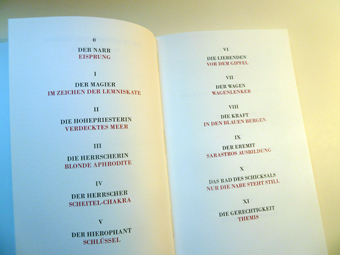 0
DER NARR
EISPRUNG
I
DER MAGIER
IM ZEICHEN DER LEMNISKATE
II
DIE HOHEPRIESTERIN
VERDECKTES MEER
III
DIE HERRSCHERIN
BLONDE APHRODITE
IV
DER HERRSCHER
SCHEITEL-CHAKRA
V
DER HIEROPHANT
SCHLÜSSEL
VI
DIE LIEBENDEN
VOR DEM GIPFEL
VII
DER WAGEN
WAGENLENKER
VIII
DIE KRAFT
IN DEN BLAUEN BERGEN
IX
DER EREMIT
SARASTROS AUSBILDUNG
X
DAS RAD DES SCHICKSALS
NUR DIE NABE STEHT STILL
XI
DIE GERECHTIGKEIT
THEMIS